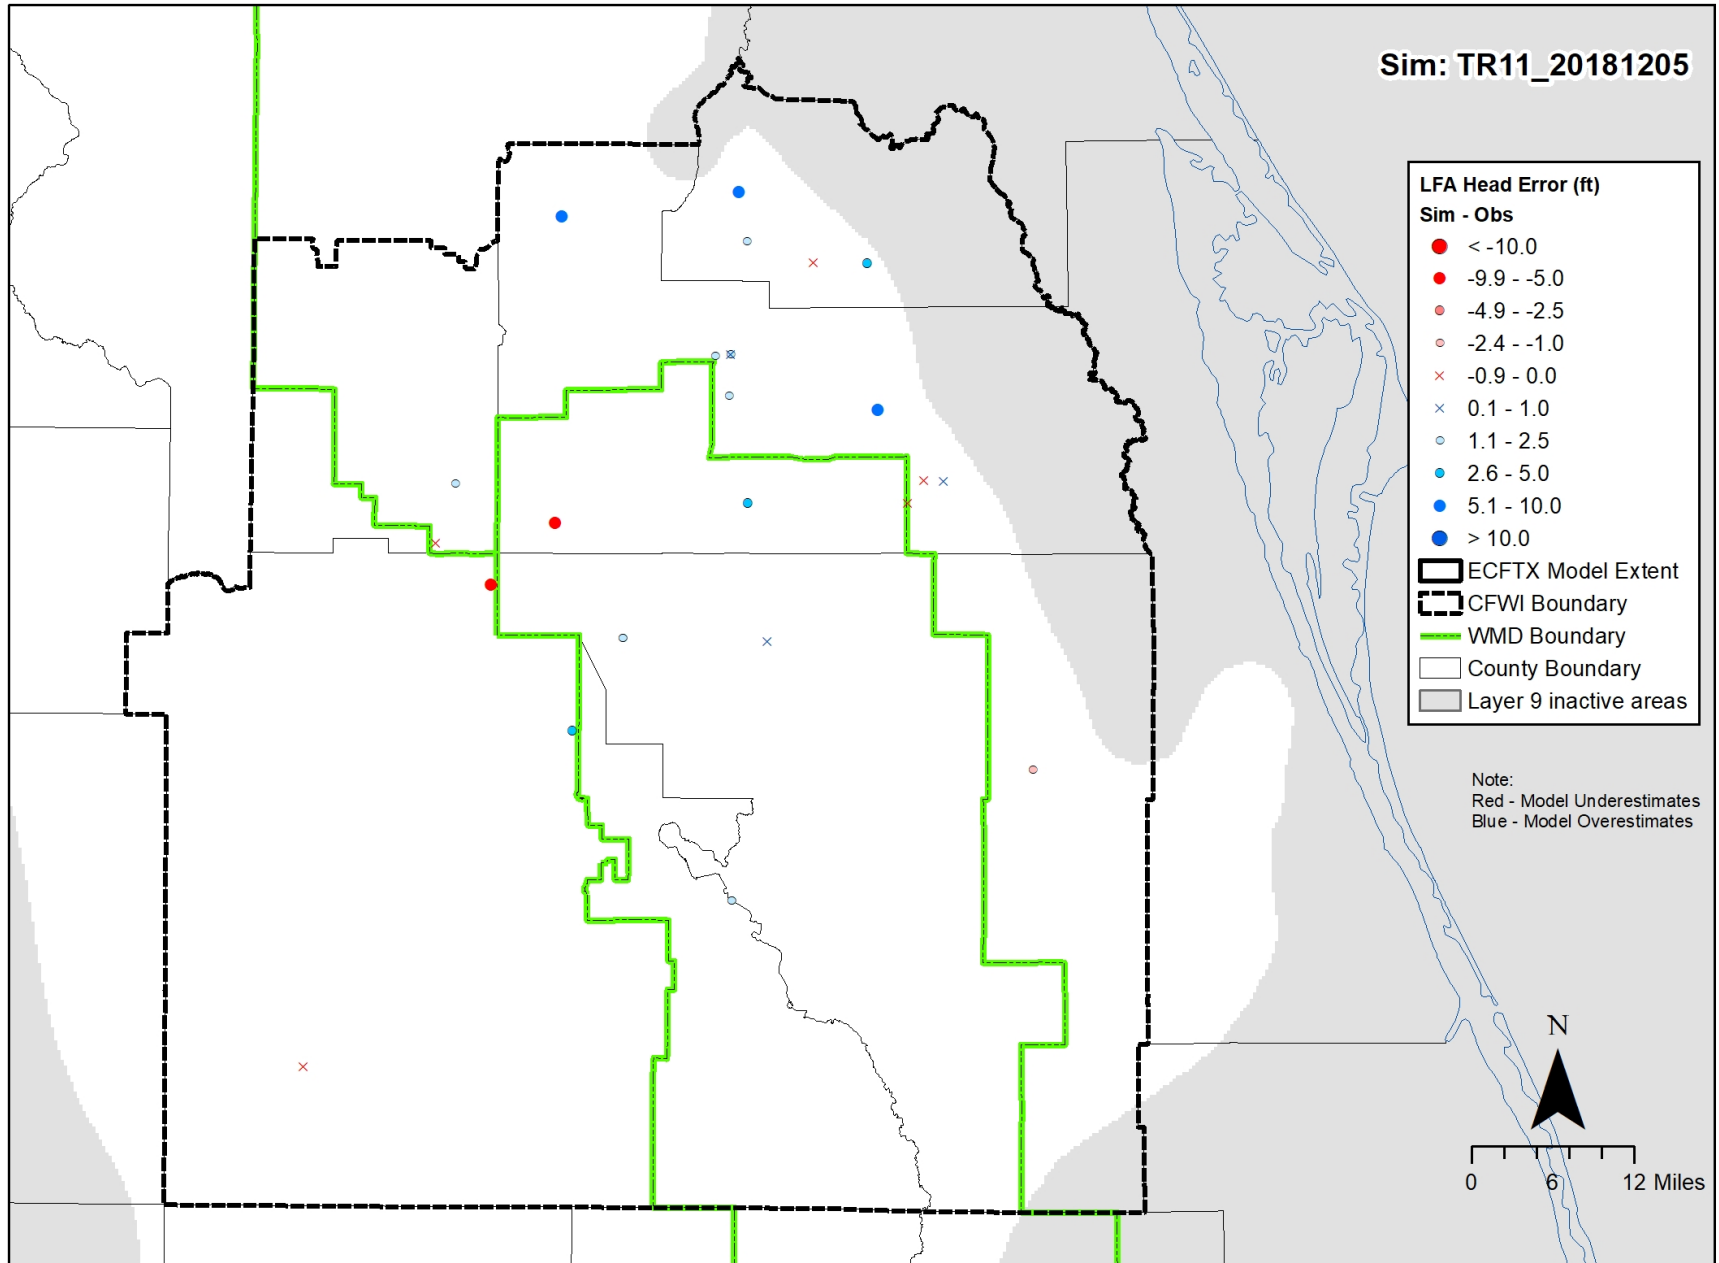 Sim: TR11_20181205
LFA Head Error (ft)
Sim - Obs
< -10.0
-9.9 - -5.0
-4.9 - -2.5
-2.4 - -1.0
-0.9 - 0.0
0.1 - 1.0
1.1 - 2.5
2.6 - 5.0
5.1 - 10.0
> 10.0
ECFTX Model Extent
CFWI Boundary
WMD Boundary
County Boundary
Layer 9 inactive areas
Note:
Red - Model Underestimates
Blue - Model Overestimates
N
0 6 12 Miles